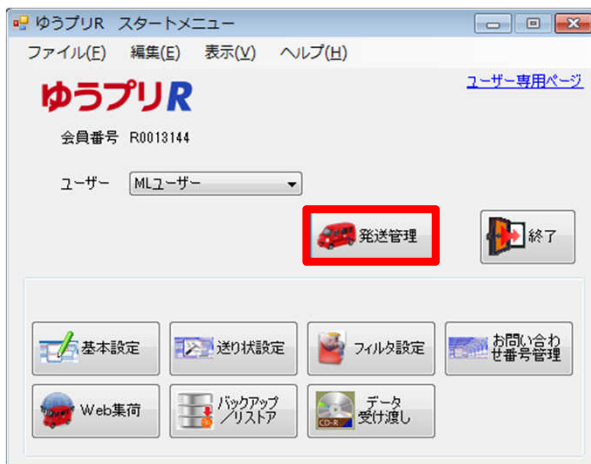 ゆうプリR スタートメニュー
ファイル(F) 編集(E) 表示(V) ヘルプ(H)
ユーザー専用ページ
ゆうプリR
会員番号 R0013144
ユーザー MLユーザー
発送管理
終了
基本設定
送り状設定
フィルタ設定
お問い合わ
せ番号管理
Web集荷
バックアップ
/リストア
CD-R
データ
受け渡し